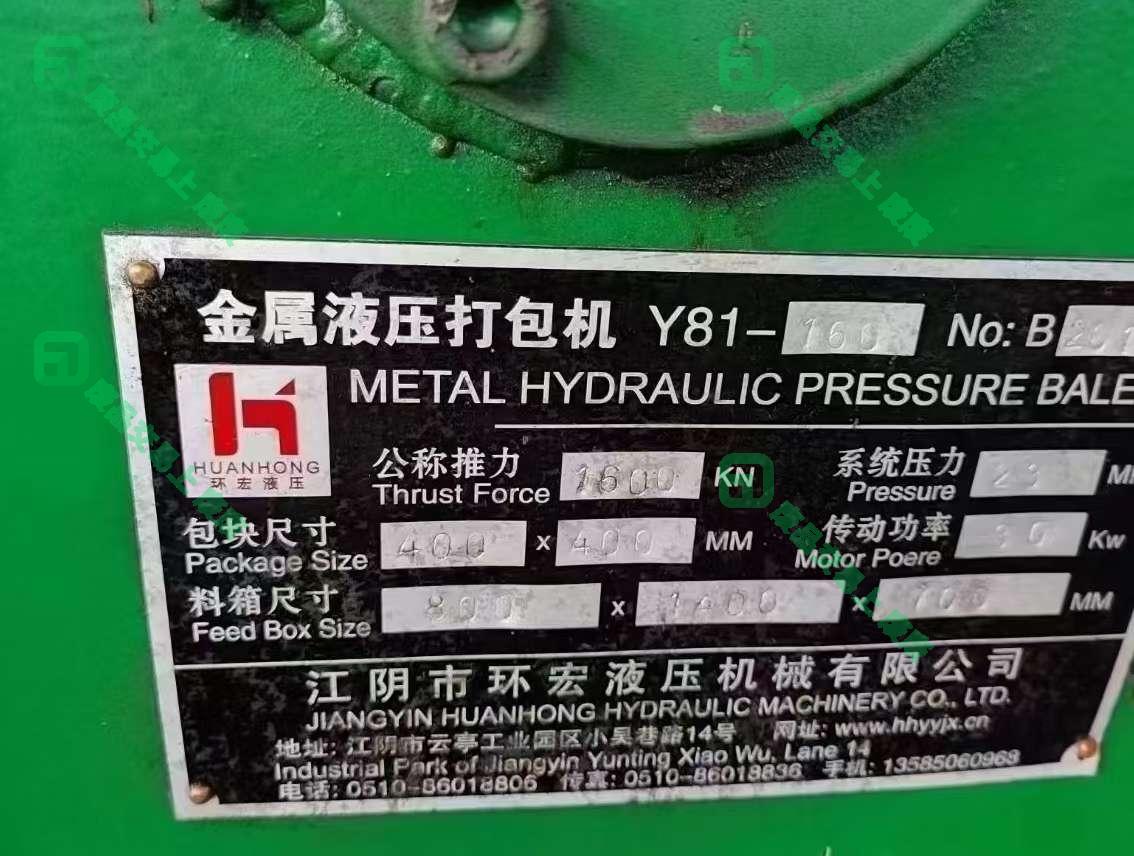 金属液压打包机 Y81-160 No: B201
METAL HYDRAULIC PRESSURE BALE
HUANHONG
环宏液压
公称推力 1600 KN 系统压力 MP
Thrust Force Pressure
包块尺寸 400 x 400 MM 传动功率 Kw
Package Size Motor Poere
料箱尺寸 800 x x 700 MM
Feed Box Size
江阴市环宏液压机械有限公司
JIANGYIN HUANHONG HYDRAULIC MACHINERY CO., LTD.
地址: 江阴市云亭工业园区小吴巷路14号 网址: www.hhyyjx.cn
Industrial Park of Jiangyin Yunting Xiao Wu, Lane 14
电话: 0510-86018806 传真: 0510-86018836 手机: 13585060968